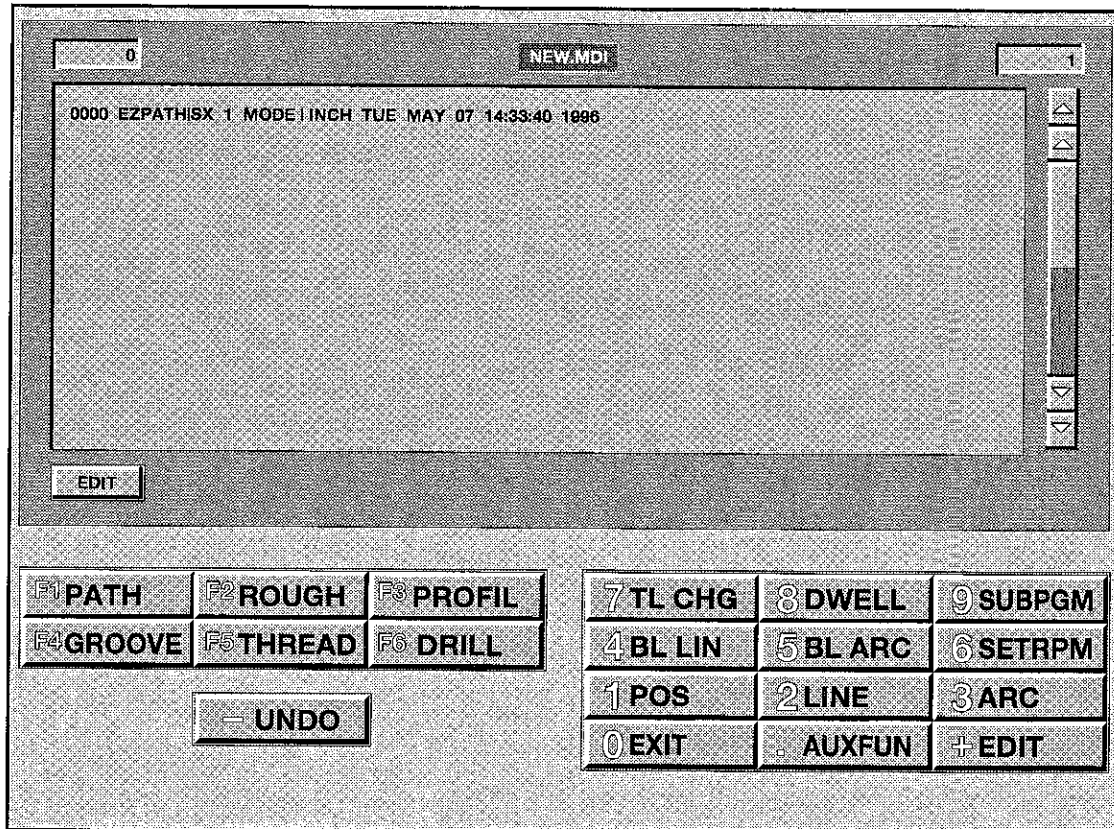 0 NEW.MDI 1
0000 EZPATH|SX 1 MODE | INCH TUE MAY 07 14:33:40 1996
EDIT
F1 PATH F2 ROUGH F3 PROFIL
F4 GROOVE F5 THREAD F6 DRILL
– UNDO
7 TL CHG 8 DWELL 9 SUBPGM
4 BL LIN 5 BL ARC 6 SETRPM
1 POS 2 LINE 3 ARC
0 EXIT . AUXFUN + EDIT